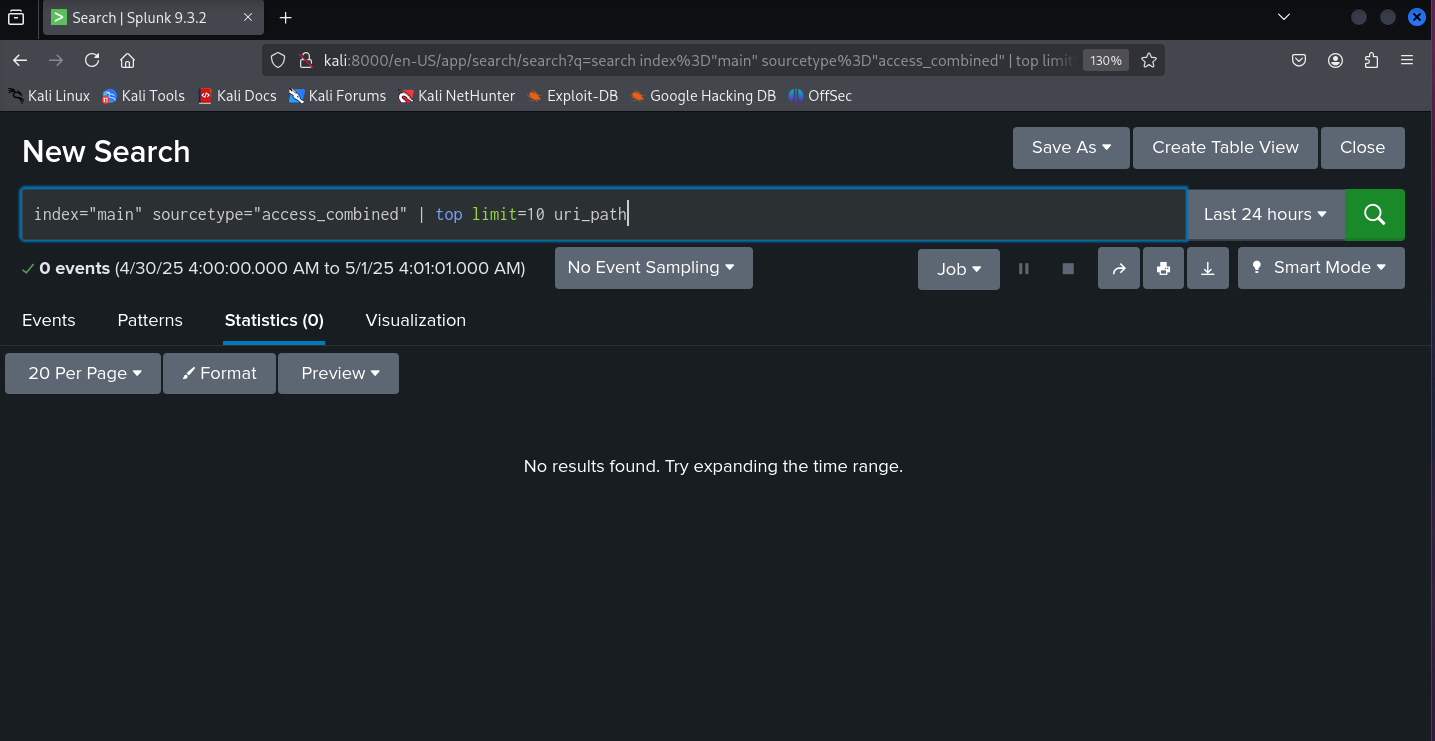 Search | Splunk 9.3.2
kali:8000/en-US/app/search/search?q=search index%3D"main" sourcetype%3D"access_combined" | top limit 130%
Kali Linux Kali Tools Kali Docs Kali Forums Kali NetHunter Exploit-DB Google Hacking DB OffSec
New Search Save As Create Table View Close
index="main" sourcetype="access_combined" | top limit=10 uri_path Last 24 hours
0 events (4/30/25 4:00:00.000 AM to 5/1/25 4:01:01.000 AM) No Event Sampling Job Smart Mode
Events Patterns Statistics (0) Visualization
20 Per Page Format Preview
No results found. Try expanding the time range.